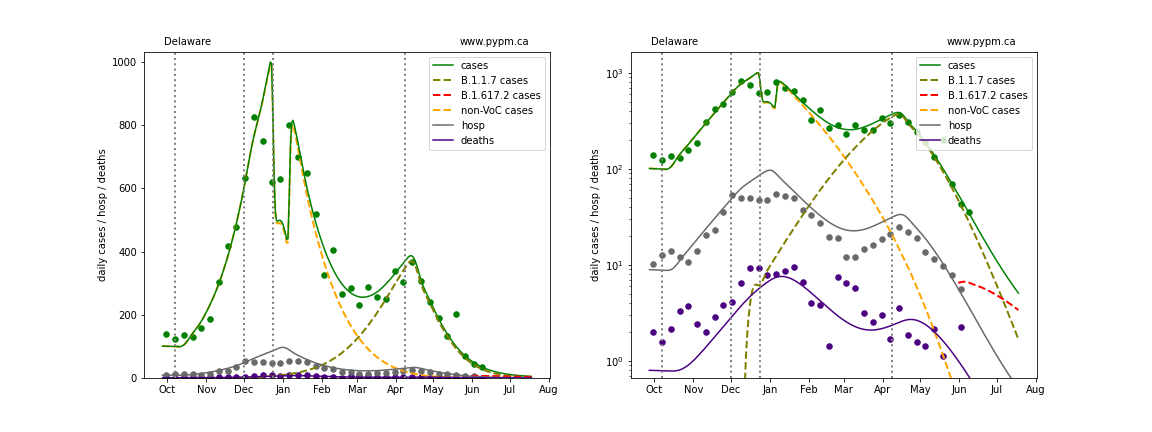 Delaware www.pypm.ca
1000
800
600
400
200
0
daily cases / hosp / deaths
cases
B.1.1.7 cases
B.1.617.2 cases
non-VoC cases
hosp
deaths
Oct Nov Dec Jan Feb Mar Apr May Jun Jul Aug
Delaware www.pypm.ca
10³
10²
10¹
10⁰
daily cases / hosp / deaths
cases
B.1.1.7 cases
B.1.617.2 cases
non-VoC cases
hosp
deaths
Oct Nov Dec Jan Feb Mar Apr May Jun Jul Aug